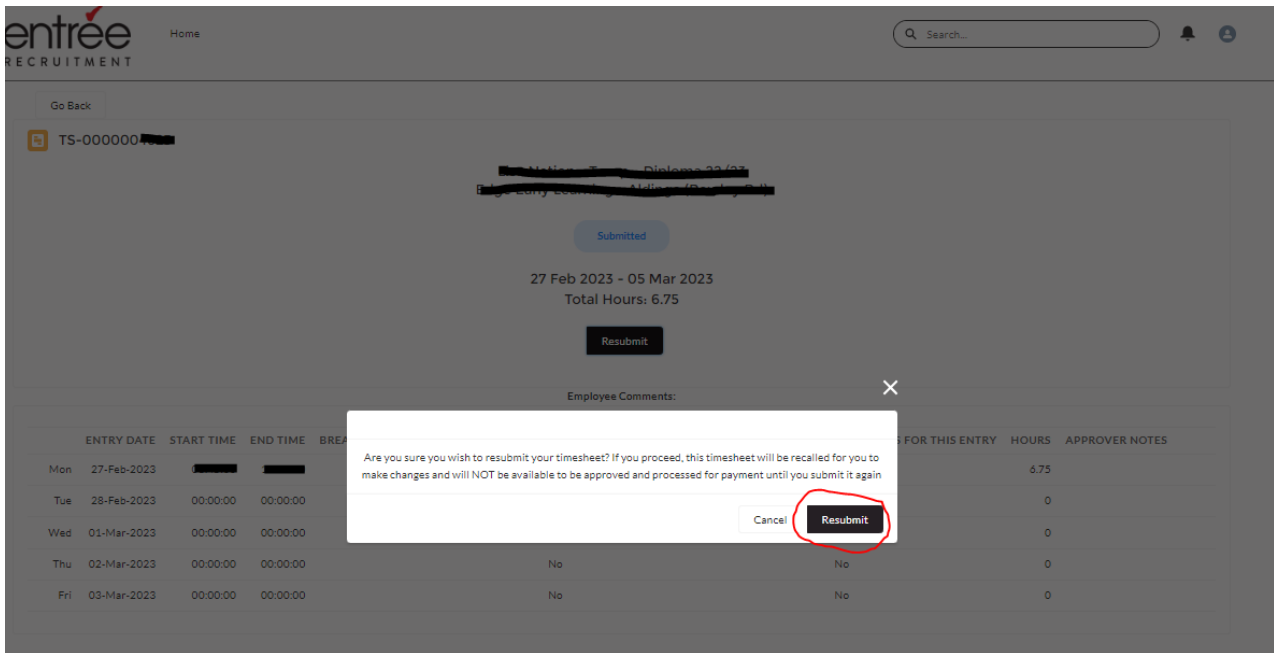 entrée
RECRUITMENT
Home
Search...
Go Back
TS-000000
Submitted
27 Feb 2023 - 05 Mar 2023
Total Hours: 6.75
Resubmit
Employee Comments:
ENTRY DATE START TIME END TIME BREA S FOR THIS ENTRY HOURS APPROVER NOTES
Are you sure you wish to resubmit your timesheet? If you proceed, this timesheet will be recalled for you to
make changes and will NOT be available to be approved and processed for payment until you submit it again
Cancel Resubmit
Mon 27-Feb-2023 6.75
Tue 28-Feb-2023 00:00:00 00:00:00 0
Wed 01-Mar-2023 00:00:00 00:00:00 0
Thu 02-Mar-2023 00:00:00 00:00:00 No No 0
Fri 03-Mar-2023 00:00:00 00:00:00 No No 0